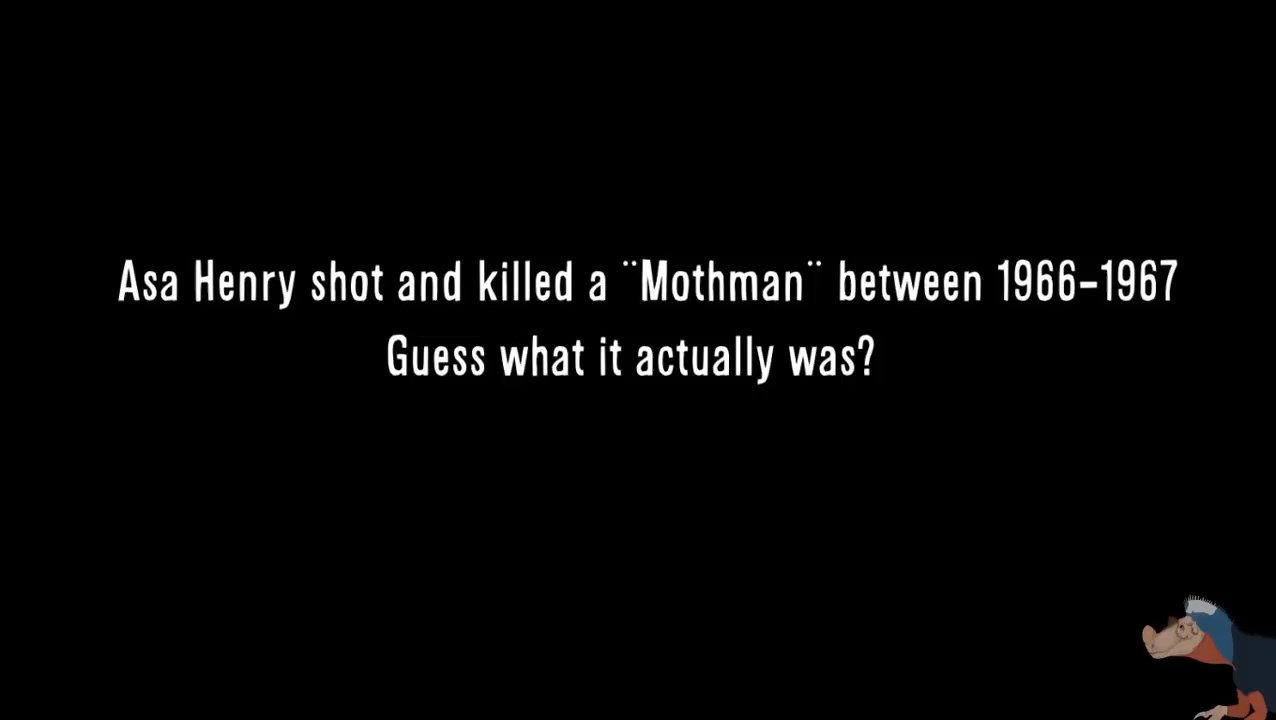 Asa Henry shot and killed a ¨Mothman¨ between 1966-1967
Guess what it actually was?